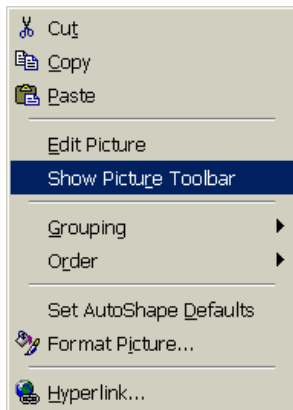 Cut
Copy
Paste
Edit Picture
Show Picture Toolbar
Grouping
Order
Set AutoShape Defaults
Format Picture...
Hyperlink...